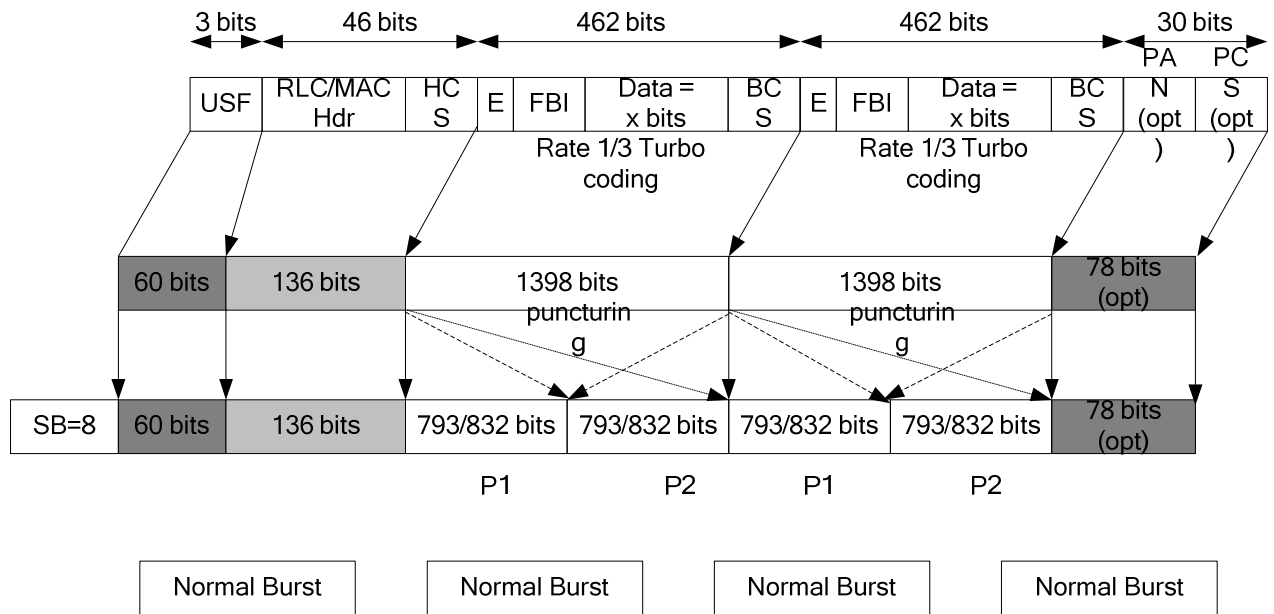 3 bits 46 bits 462 bits 462 bits 30 bits
USF RLC/MAC Hdr HC S E FBI Data = x bits BC S E FBI Data = x bits BC S PA N (opt ) PC S (opt )
Rate 1/3 Turbo coding Rate 1/3 Turbo coding
60 bits 136 bits 1398 bits puncturin g 1398 bits puncturin g 78 bits (opt)
SB=8 60 bits 136 bits 793/832 bits 793/832 bits 793/832 bits 793/832 bits 78 bits (opt)
P1 P2 P1 P2
Normal Burst Normal Burst Normal Burst Normal Burst